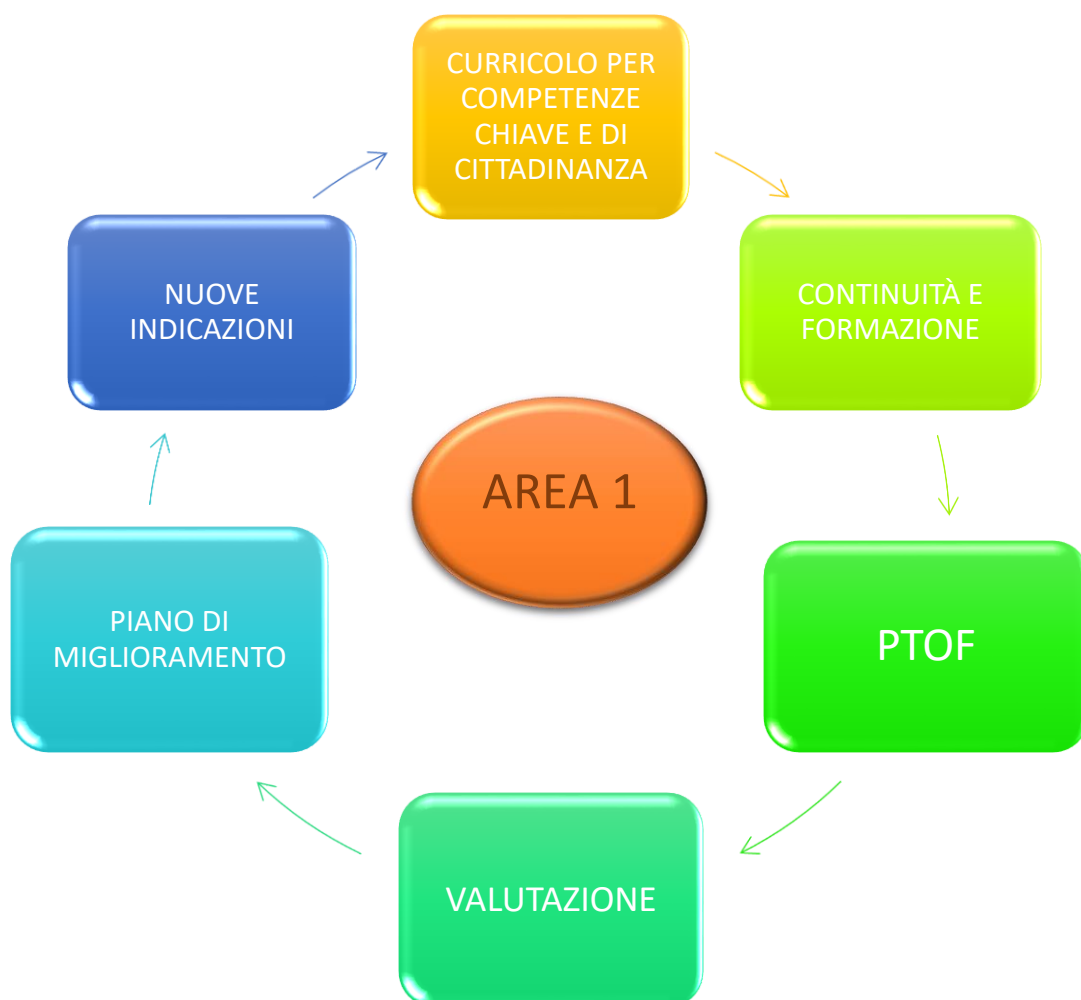 CURRICOLO PER
COMPETENZE
CHIAVE E DI
CITTADINANZA
CONTINUITÀ E
FORMAZIONE
PTOF
VALUTAZIONE
PIANO DI
MIGLIORAMENTO
NUOVE
INDICAZIONI
AREA 1